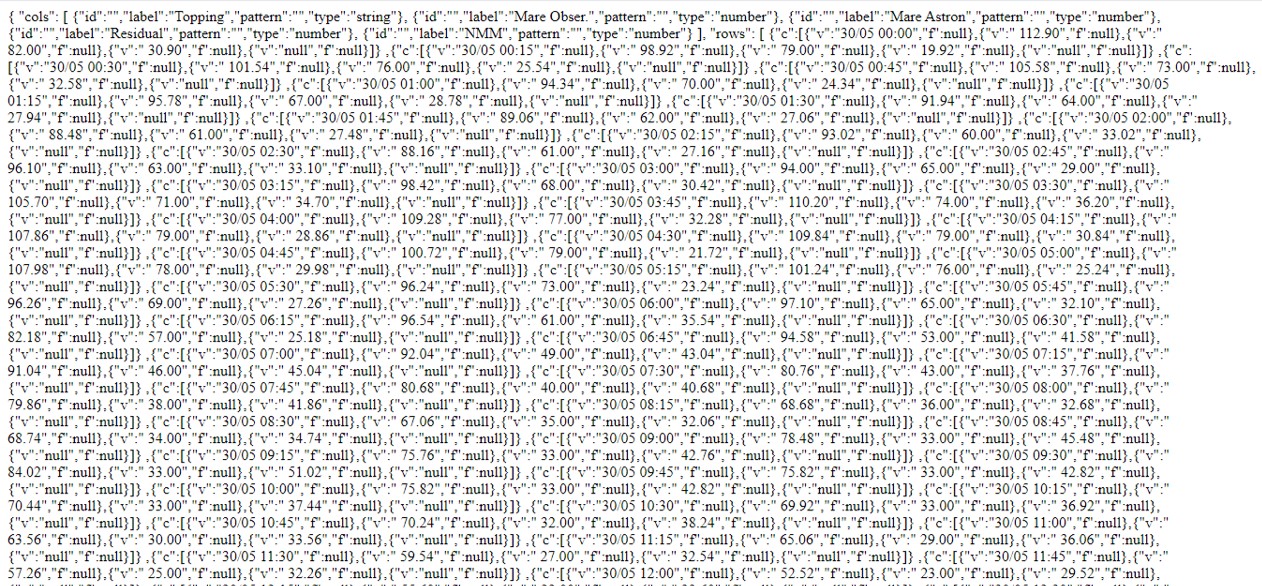 { "cols": [ {"id":"","label":"Topping","pattern":"","type":"string"}, {"id":"","label":"Mare Obser.","pattern":"","type":"number"}, {"id":"","label":"Mare Astron","pattern":"","type":"number"},
{"id":"","label":"Residual","pattern":"","type":"number"}, {"id":"","label":"NMM","pattern":"","type":"number"} ], "rows": [ {"c":[{"v":"30/05 00:00","f":null},{"v":" 112.90","f":null},{"v":"
82.00","f":null},{"v":" 30.90","f":null},{"v":"null","f":null}]} ,{"c":[{"v":"30/05 00:15","f":null},{"v":" 98.92","f":null},{"v":" 79.00","f":null},{"v":" 19.92","f":null},{"v":"null","f":null}]} ,{"c":
[{"v":"30/05 00:30","f":null},{"v":" 101.54","f":null},{"v":" 76.00","f":null},{"v":" 25.54","f":null},{"v":"null","f":null}]} ,{"c":[{"v":"30/05 00:45","f":null},{"v":" 105.58","f":null},{"v":" 73.00","f":null},
{"v":" 32.58","f":null},{"v":"null","f":null}]} ,{"c":[{"v":"30/05 01:00","f":null},{"v":" 94.34","f":null},{"v":" 70.00","f":null},{"v":" 24.34","f":null},{"v":"null","f":null}]} ,{"c":[{"v":"30/05
01:15","f":null},{"v":" 95.78","f":null},{"v":" 67.00","f":null},{"v":" 28.78","f":null},{"v":"null","f":null}]} ,{"c":[{"v":"30/05 01:30","f":null},{"v":" 91.94","f":null},{"v":" 64.00","f":null},{"v":"
27.94","f":null},{"v":"null","f":null}]} ,{"c":[{"v":"30/05 01:45","f":null},{"v":" 89.06","f":null},{"v":" 62.00","f":null},{"v":" 27.06","f":null},{"v":"null","f":null}]} ,{"c":[{"v":"30/05 02:00","f":null},
{"v":" 88.48","f":null},{"v":" 61.00","f":null},{"v":" 27.48","f":null},{"v":"null","f":null}]} ,{"c":[{"v":"30/05 02:15","f":null},{"v":" 93.02","f":null},{"v":" 60.00","f":null},{"v":" 33.02","f":null},
{"v":"null","f":null}]} ,{"c":[{"v":"30/05 02:30","f":null},{"v":" 88.16","f":null},{"v":" 61.00","f":null},{"v":" 27.16","f":null},{"v":"null","f":null}]} ,{"c":[{"v":"30/05 02:45","f":null},{"v":"
96.10","f":null},{"v":" 63.00","f":null},{"v":" 33.10","f":null},{"v":"null","f":null}]} ,{"c":[{"v":"30/05 03:00","f":null},{"v":" 94.00","f":null},{"v":" 65.00","f":null},{"v":" 29.00","f":null},
{"v":"null","f":null}]} ,{"c":[{"v":"30/05 03:15","f":null},{"v":" 98.42","f":null},{"v":" 68.00","f":null},{"v":" 30.42","f":null},{"v":"null","f":null}]} ,{"c":[{"v":"30/05 03:30","f":null},{"v":"
105.70","f":null},{"v":" 71.00","f":null},{"v":" 34.70","f":null},{"v":"null","f":null}]} ,{"c":[{"v":"30/05 03:45","f":null},{"v":" 110.20","f":null},{"v":" 74.00","f":null},{"v":" 36.20","f":null},
{"v":"null","f":null}]} ,{"c":[{"v":"30/05 04:00","f":null},{"v":" 109.28","f":null},{"v":" 77.00","f":null},{"v":" 32.28","f":null},{"v":"null","f":null}]} ,{"c":[{"v":"30/05 04:15","f":null},{"v":"
107.86","f":null},{"v":" 79.00","f":null},{"v":" 28.86","f":null},{"v":"null","f":null}]} ,{"c":[{"v":"30/05 04:30","f":null},{"v":" 109.84","f":null},{"v":" 79.00","f":null},{"v":" 30.84","f":null},
{"v":"null","f":null}]} ,{"c":[{"v":"30/05 04:45","f":null},{"v":" 100.72","f":null},{"v":" 79.00","f":null},{"v":" 21.72","f":null},{"v":"null","f":null}]} ,{"c":[{"v":"30/05 05:00","f":null},{"v":"
107.98","f":null},{"v":" 78.00","f":null},{"v":" 29.98","f":null},{"v":"null","f":null}]} ,{"c":[{"v":"30/05 05:15","f":null},{"v":" 101.24","f":null},{"v":" 76.00","f":null},{"v":" 25.24","f":null},
{"v":"null","f":null}]} ,{"c":[{"v":"30/05 05:30","f":null},{"v":" 96.24","f":null},{"v":" 73.00","f":null},{"v":" 23.24","f":null},{"v":"null","f":null}]} ,{"c":[{"v":"30/05 05:45","f":null},{"v":"
96.26","f":null},{"v":" 69.00","f":null},{"v":" 27.26","f":null},{"v":"null","f":null}]} ,{"c":[{"v":"30/05 06:00","f":null},{"v":" 97.10","f":null},{"v":" 65.00","f":null},{"v":" 32.10","f":null},
{"v":"null","f":null}]} ,{"c":[{"v":"30/05 06:15","f":null},{"v":" 96.54","f":null},{"v":" 61.00","f":null},{"v":" 35.54","f":null},{"v":"null","f":null}]} ,{"c":[{"v":"30/05 06:30","f":null},{"v":"
82.18","f":null},{"v":" 57.00","f":null},{"v":" 25.18","f":null},{"v":"null","f":null}]} ,{"c":[{"v":"30/05 06:45","f":null},{"v":" 94.58","f":null},{"v":" 53.00","f":null},{"v":" 41.58","f":null},
{"v":"null","f":null}]} ,{"c":[{"v":"30/05 07:00","f":null},{"v":" 92.04","f":null},{"v":" 49.00","f":null},{"v":" 43.04","f":null},{"v":"null","f":null}]} ,{"c":[{"v":"30/05 07:15","f":null},{"v":"
91.04","f":null},{"v":" 46.00","f":null},{"v":" 45.04","f":null},{"v":"null","f":null}]} ,{"c":[{"v":"30/05 07:30","f":null},{"v":" 80.76","f":null},{"v":" 43.00","f":null},{"v":" 37.76","f":null},
{"v":"null","f":null}]} ,{"c":[{"v":"30/05 07:45","f":null},{"v":" 80.68","f":null},{"v":" 40.00","f":null},{"v":" 40.68","f":null},{"v":"null","f":null}]} ,{"c":[{"v":"30/05 08:00","f":null},{"v":"
79.86","f":null},{"v":" 38.00","f":null},{"v":" 41.86","f":null},{"v":"null","f":null}]} ,{"c":[{"v":"30/05 08:15","f":null},{"v":" 68.68","f":null},{"v":" 36.00","f":null},{"v":" 32.68","f":null},
{"v":"null","f":null}]} ,{"c":[{"v":"30/05 08:30","f":null},{"v":" 67.06","f":null},{"v":" 35.00","f":null},{"v":" 32.06","f":null},{"v":"null","f":null}]} ,{"c":[{"v":"30/05 08:45","f":null},{"v":"
68.74","f":null},{"v":" 34.00","f":null},{"v":" 34.74","f":null},{"v":"null","f":null}]} ,{"c":[{"v":"30/05 09:00","f":null},{"v":" 78.48","f":null},{"v":" 33.00","f":null},{"v":" 45.48","f":null},
{"v":"null","f":null}]} ,{"c":[{"v":"30/05 09:15","f":null},{"v":" 75.76","f":null},{"v":" 33.00","f":null},{"v":" 42.76","f":null},{"v":"null","f":null}]} ,{"c":[{"v":"30/05 09:30","f":null},{"v":"
84.02","f":null},{"v":" 33.00","f":null},{"v":" 51.02","f":null},{"v":"null","f":null}]} ,{"c":[{"v":"30/05 09:45","f":null},{"v":" 75.82","f":null},{"v":" 33.00","f":null},{"v":" 42.82","f":null},
{"v":"null","f":null}]} ,{"c":[{"v":"30/05 10:00","f":null},{"v":" 75.82","f":null},{"v":" 33.00","f":null},{"v":" 42.82","f":null},{"v":"null","f":null}]} ,{"c":[{"v":"30/05 10:15","f":null},{"v":"
70.44","f":null},{"v":" 33.00","f":null},{"v":" 37.44","f":null},{"v":"null","f":null}]} ,{"c":[{"v":"30/05 10:30","f":null},{"v":" 69.92","f":null},{"v":" 33.00","f":null},{"v":" 36.92","f":null},
{"v":"null","f":null}]} ,{"c":[{"v":"30/05 10:45","f":null},{"v":" 70.24","f":null},{"v":" 32.00","f":null},{"v":" 38.24","f":null},{"v":"null","f":null}]} ,{"c":[{"v":"30/05 11:00","f":null},{"v":"
63.56","f":null},{"v":" 30.00","f":null},{"v":" 33.56","f":null},{"v":"null","f":null}]} ,{"c":[{"v":"30/05 11:15","f":null},{"v":" 65.06","f":null},{"v":" 29.00","f":null},{"v":" 36.06","f":null},
{"v":"null","f":null}]} ,{"c":[{"v":"30/05 11:30","f":null},{"v":" 59.54","f":null},{"v":" 27.00","f":null},{"v":" 32.54","f":null},{"v":"null","f":null}]} ,{"c":[{"v":"30/05 11:45","f":null},{"v":"
57.26","f":null},{"v":" 25.00","f":null},{"v":" 32.26","f":null},{"v":"null","f":null}]} ,{"c":[{"v":"30/05 12:00","f":null},{"v":" 52.52","f":null},{"v":" 23.00","f":null},{"v":" 29.52","f":null},